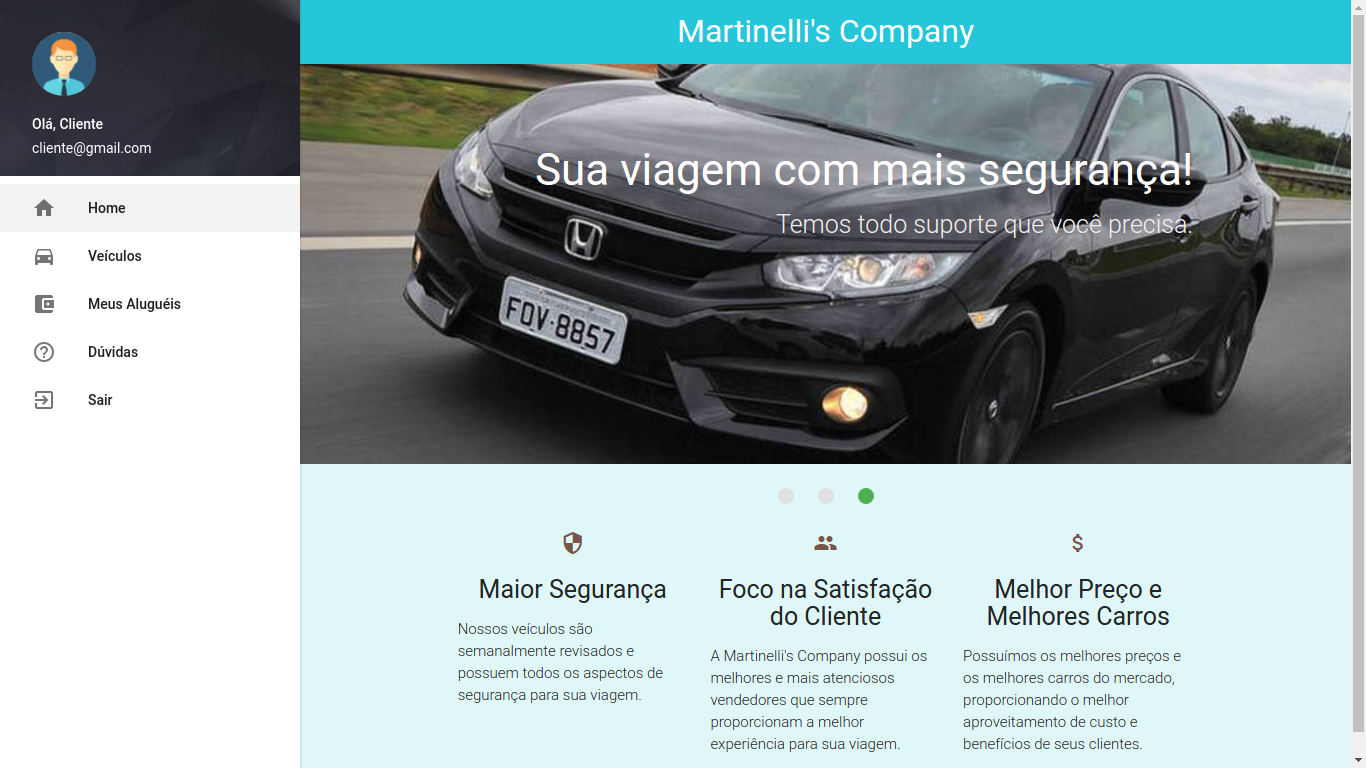 Martinelli's Company
Olá, Cliente
cliente@gmail.com
Home
Veículos
Meus Aluguéis
Dúvidas
Sair
Sua viagem com mais segurança!
Temos todo suporte que você precisa.
FOV-8857
Maior Segurança
Nossos veículos são
semanalmente revisados e
possuem todos os aspectos de
segurança para sua viagem.
Foco na Satisfação
do Cliente
A Martinelli's Company possui os
melhores e mais atenciosos
vendedores que sempre
proporcionam a melhor
experiência para sua viagem.
Melhor Preço e
Melhores Carros
Possuímos os melhores preços e
os melhores carros do mercado,
proporcionando o melhor
aproveitamento de custo e
benefícios de seus clientes.